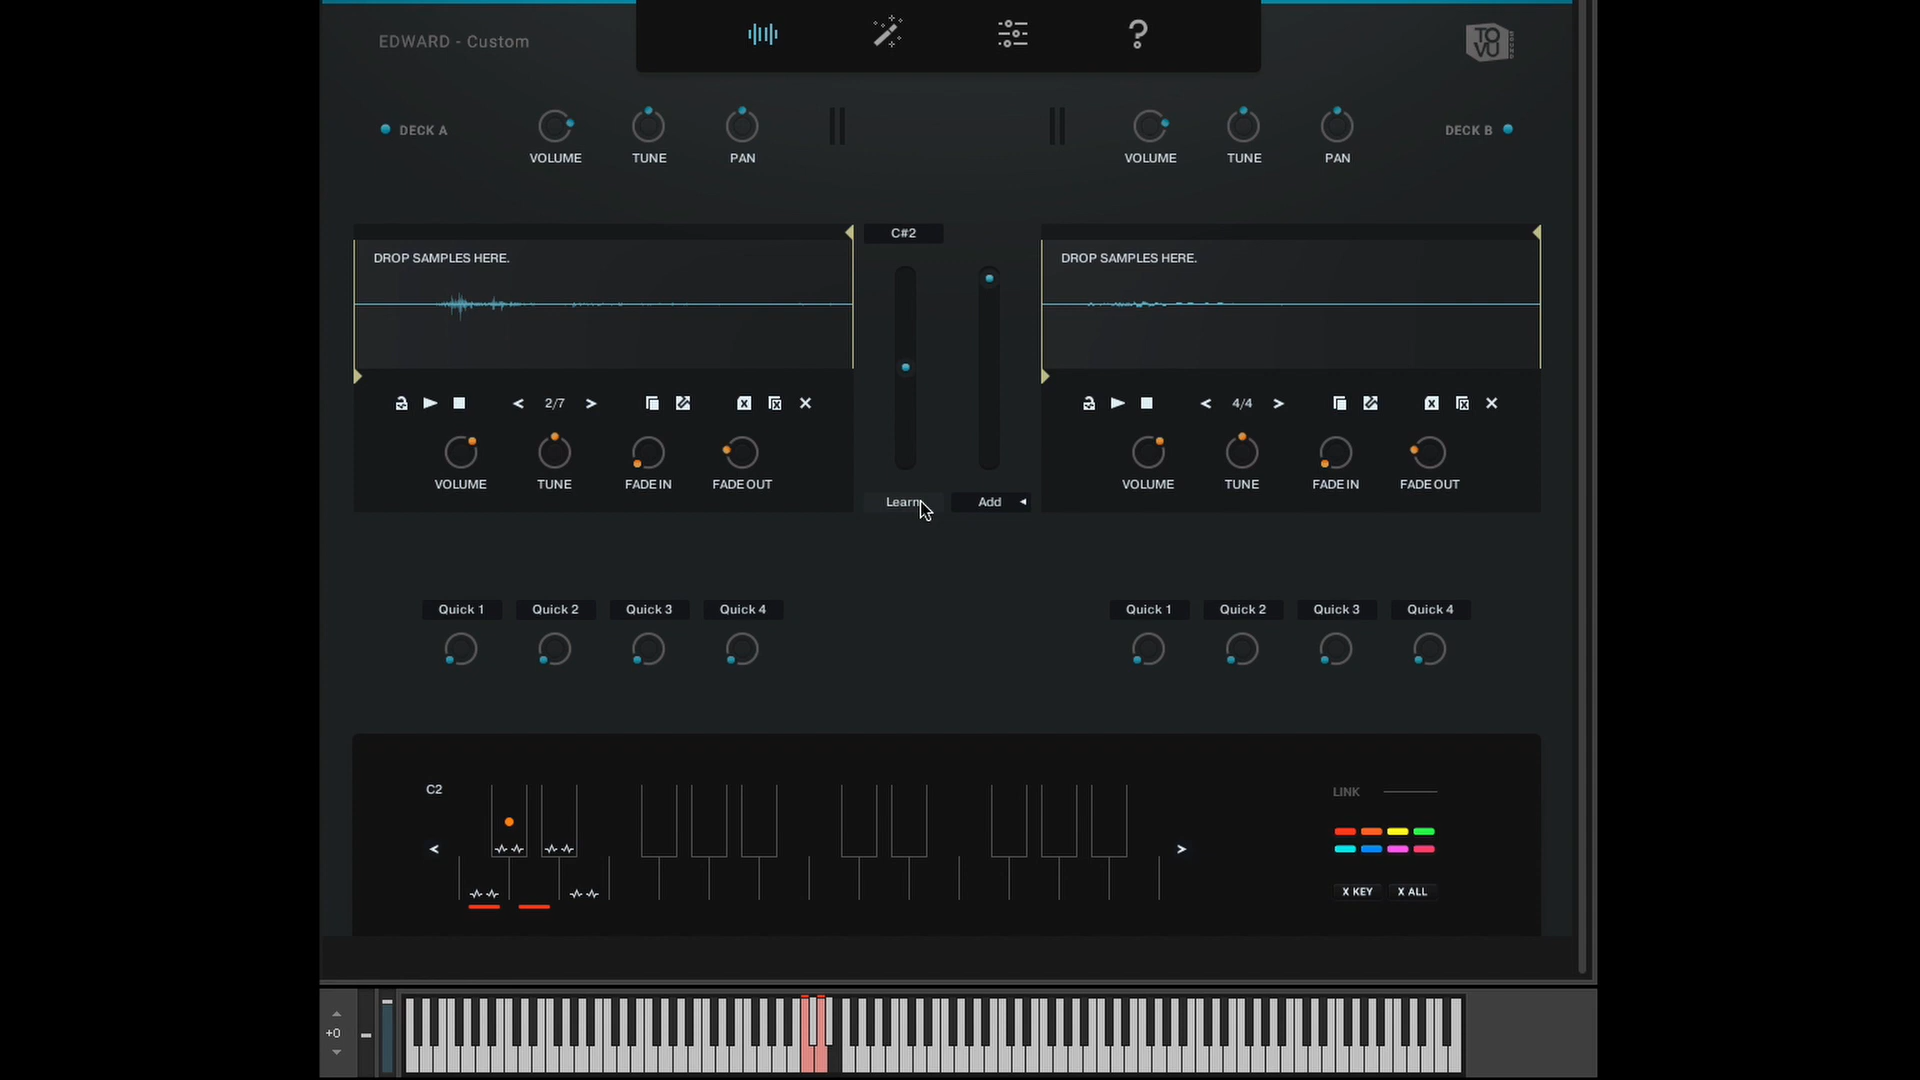 EDWARD - Custom
?
TO
VU
DECK A
VOLUME
TUNE
PAN
VOLUME
TUNE
PAN
DECK B
C#2
DROP SAMPLES HERE.
DROP SAMPLES HERE.
< 2/7 >
X
< 4/4 >
X
VOLUME
TUNE
FADE IN
FADE OUT
VOLUME
TUNE
FADE IN
FADE OUT
Learn
Add
Quick 1
Quick 2
Quick 3
Quick 4
Quick 1
Quick 2
Quick 3
Quick 4
C2
LINK
< >
X KEY
X ALL
+0